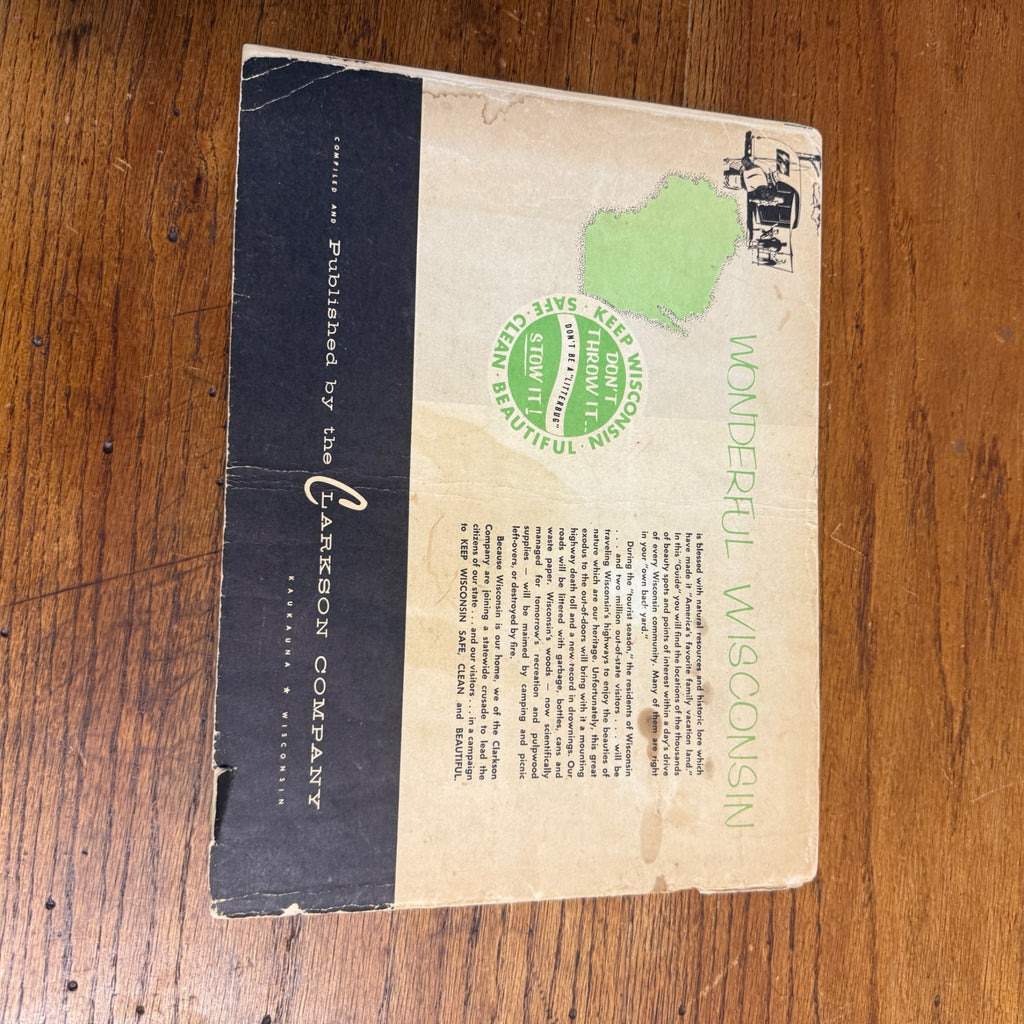 WONDERFUL WISCONSIN
is blessed with natural resources and historic lore which
have made it "America's favorite family vacation land."
In this "Guide" you will find the locations of the thousands
of beauty spots and points of interest within a day's drive
of every Wisconsin community. Many of them are right
in your "own back yard."
During the "tourist season," the residents of Wisconsin
. . . and two million out-of-state visitors . . . will be
traveling Wisconsin's highways to enjoy the beauties of
nature which are our heritage. Unfortunately, this great
exodus to the out-of-doors will bring with it a mounting
highway death toll and a new record in drownings. Our
roads will be littered with garbage, bottles, cans and
waste paper. Wisconsin's woods — now scientifically
managed for tomorrow's recreation and pulpwood
supplies — will be maimed by camping and picnic
left-overs, or destroyed by fire.
Because Wisconsin is our home, we of the Clarkson
Company are joining a statewide crusade to lead the
citizens of our state . . . and our visitors . . . in a campaign
to KEEP WISCONSIN SAFE, CLEAN and BEAUTIFUL.
KEEP WISCONSIN
SAFE · CLEAN · BEAUTIFUL
DON'T
THROW IT...
DON'T BE A "LITTERBUG"
STOW IT!
COMPILED AND Published by the CLARKSON COMPANY
KAUKAUNA ★ WISCONSIN